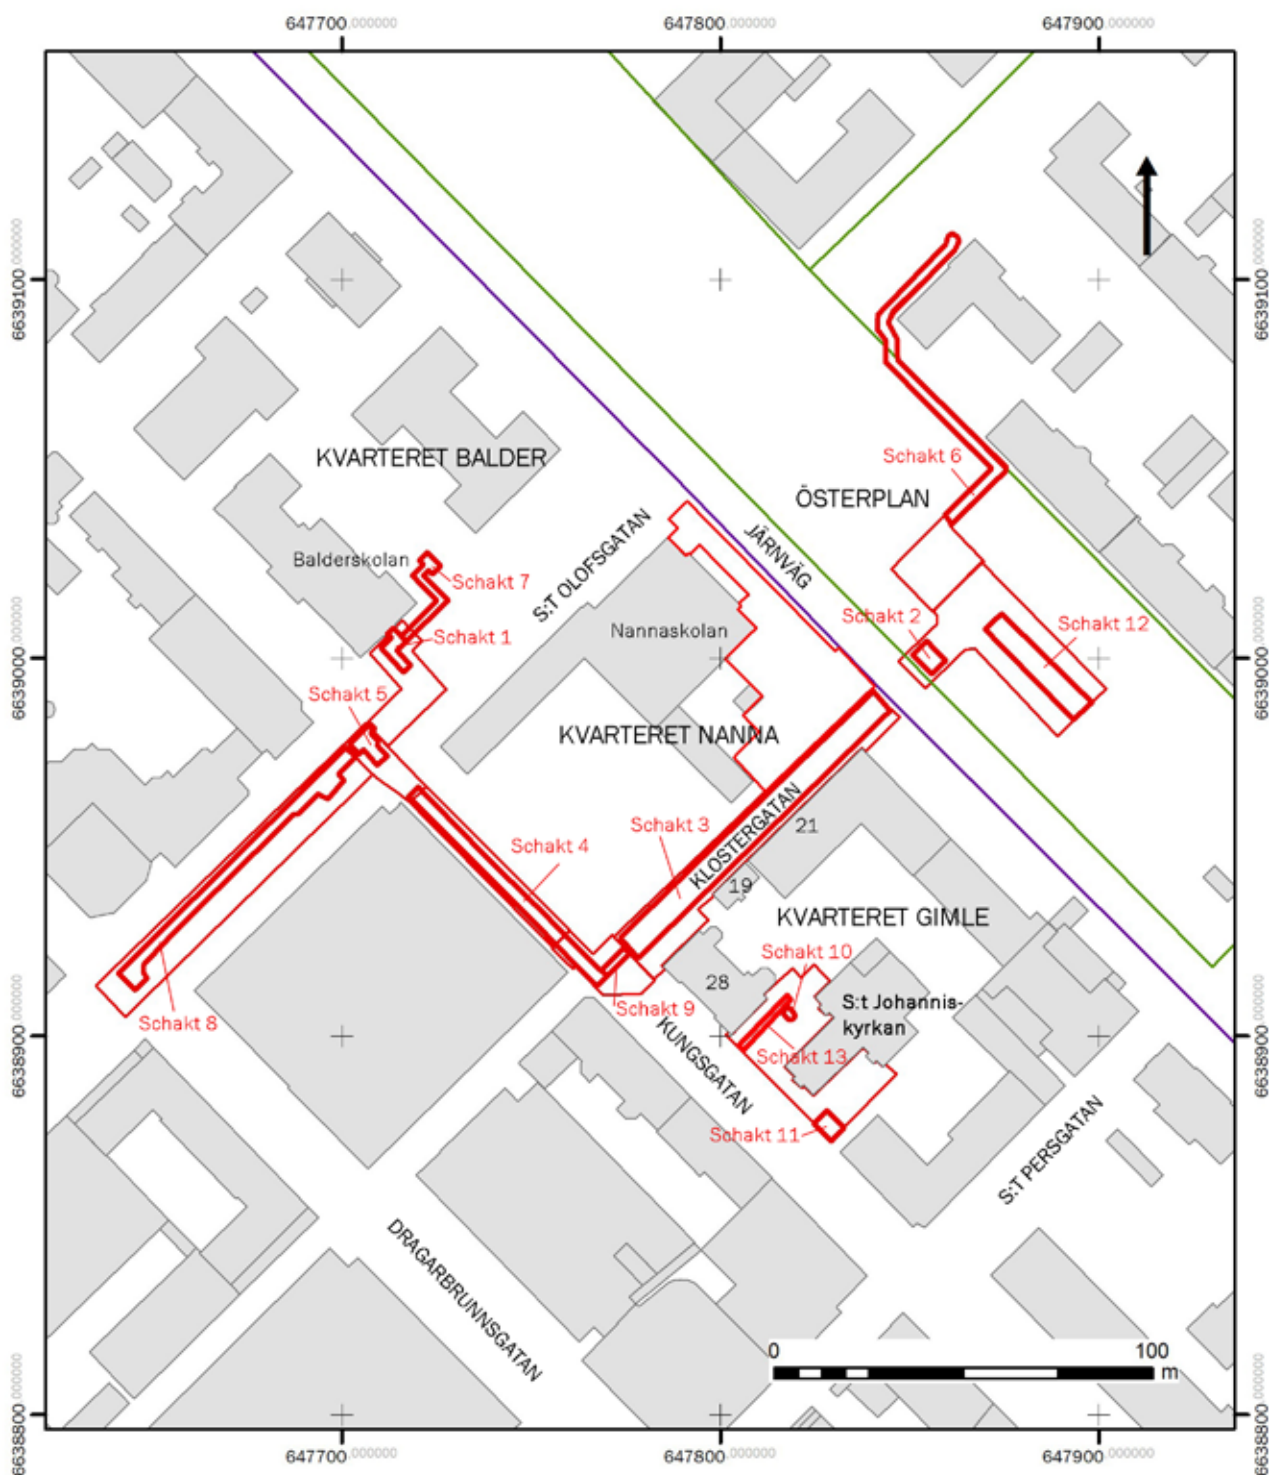 647700.000000
647800.000000
647900.000000
6639100.000000
6639100.000000
KVARTERET BALDER
Schakt 6
ÖSTERPLAN
S:T OLOFSGATAN
JÄRNVÄG
Balderskolan
Schakt 7
Schakt 2
Schakt 12
Nannaskolan
Schakt 1
6639000.000000
6639000.000000
Schakt 5
KVARTERET NANNA
Schakt 3
KLOSTERGATAN
21
Schakt 4
19
KVARTERET GIMLE
Schakt 10
28
S:t Johannis-
kyrkan
Schakt 9
Schakt 8
Schakt 13
KUNGSGATAN
6638900.000000
6638900.000000
Schakt 11
S:T PERSGATAN
DRAGARBRUNNSGATAN
0
100
m
6638800.000000
6638800.000000
647700.000000
647800.000000
647900.000000